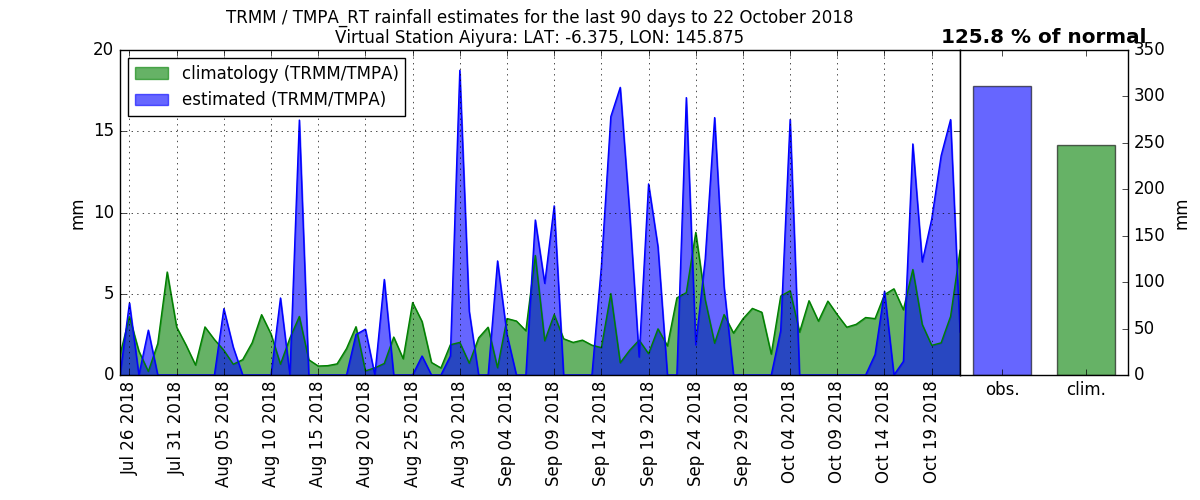 TRMM / TMPA_RT rainfall estimates for the last 90 days to 22 October 2018
Virtual Station Aiyura: LAT: -6.375, LON: 145.875
125.8 % of normal
climatology (TRMM/TMPA)
estimated (TRMM/TMPA)
20
15
10
5
0
mm
350
300
250
200
150
100
50
0
mm
Jul 26 2018
Jul 31 2018
Aug 05 2018
Aug 10 2018
Aug 15 2018
Aug 20 2018
Aug 25 2018
Aug 30 2018
Sep 04 2018
Sep 09 2018
Sep 14 2018
Sep 19 2018
Sep 24 2018
Sep 29 2018
Oct 04 2018
Oct 09 2018
Oct 14 2018
Oct 19 2018
obs.
clim.